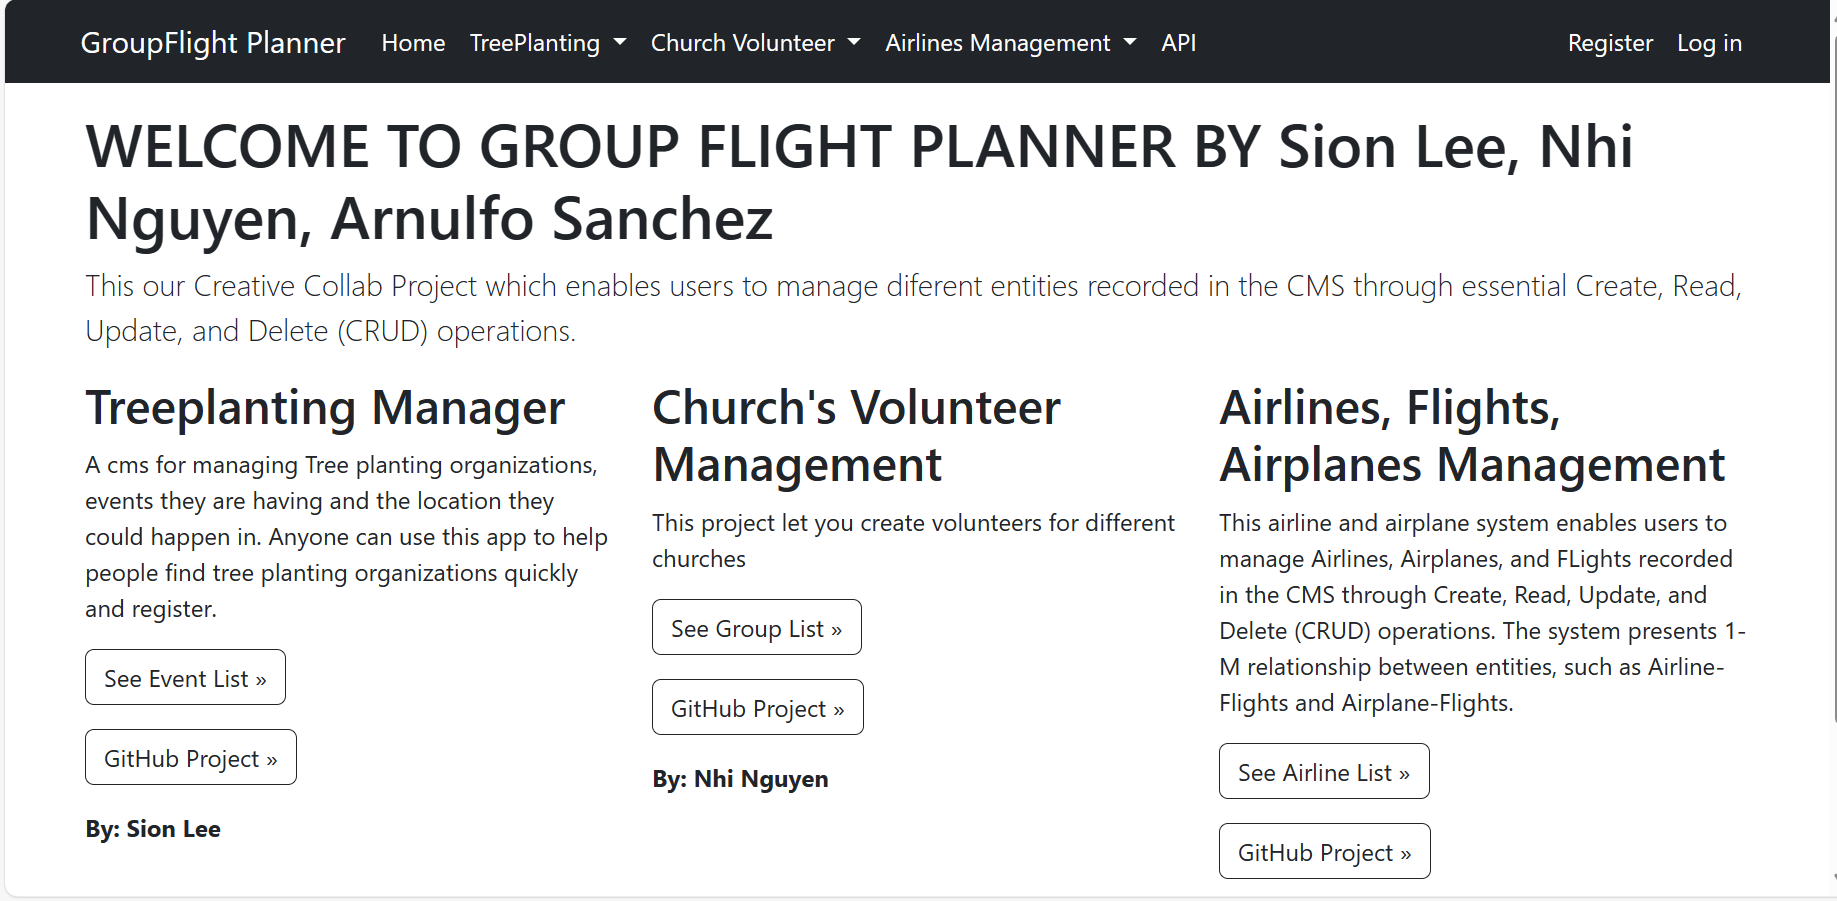 GroupFlight Planner Home TreePlanting Church Volunteer Airlines Management API Register Log in
WELCOME TO GROUP FLIGHT PLANNER BY Sion Lee, Nhi
Nguyen, Arnulfo Sanchez
This our Creative Collab Project which enables users to manage diferent entities recorded in the CMS through essential Create, Read,
Update, and Delete (CRUD) operations.
Treeplanting Manager
A cms for managing Tree planting organizations,
events they are having and the location they
could happen in. Anyone can use this app to help
people find tree planting organizations quickly
and register.
See Event List »
GitHub Project »
By: Sion Lee
Church's Volunteer
Management
This project let you create volunteers for different
churches
See Group List »
GitHub Project »
By: Nhi Nguyen
Airlines, Flights,
Airplanes Management
This airline and airplane system enables users to
manage Airlines, Airplanes, and FLights recorded
in the CMS through Create, Read, Update, and
Delete (CRUD) operations. The system presents 1-
M relationship between entities, such as Airline-
Flights and Airplane-Flights.
See Airline List »
GitHub Project »